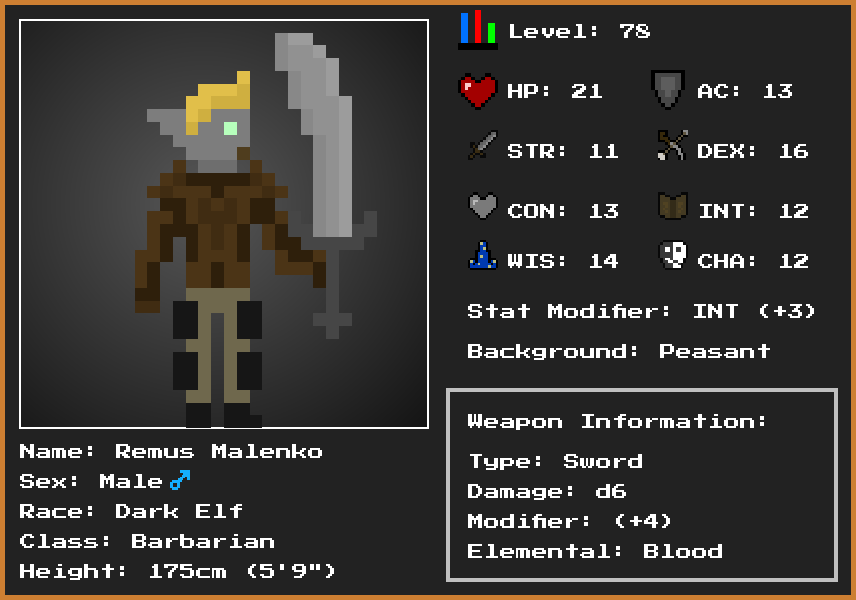 Level: 78
HP: 21
AC: 13
STR: 11
DEX: 16
CON: 13
INT: 12
WIS: 14
CHA: 12
Stat Modifier: INT (+3)
Background: Peasant
Weapon Information:
Type: Sword
Damage: d6
Modifier: (+4)
Elemental: Blood
Name: Remus Malenko
Sex: Male ♂
Race: Dark Elf
Class: Barbarian
Height: 175cm (5'9")